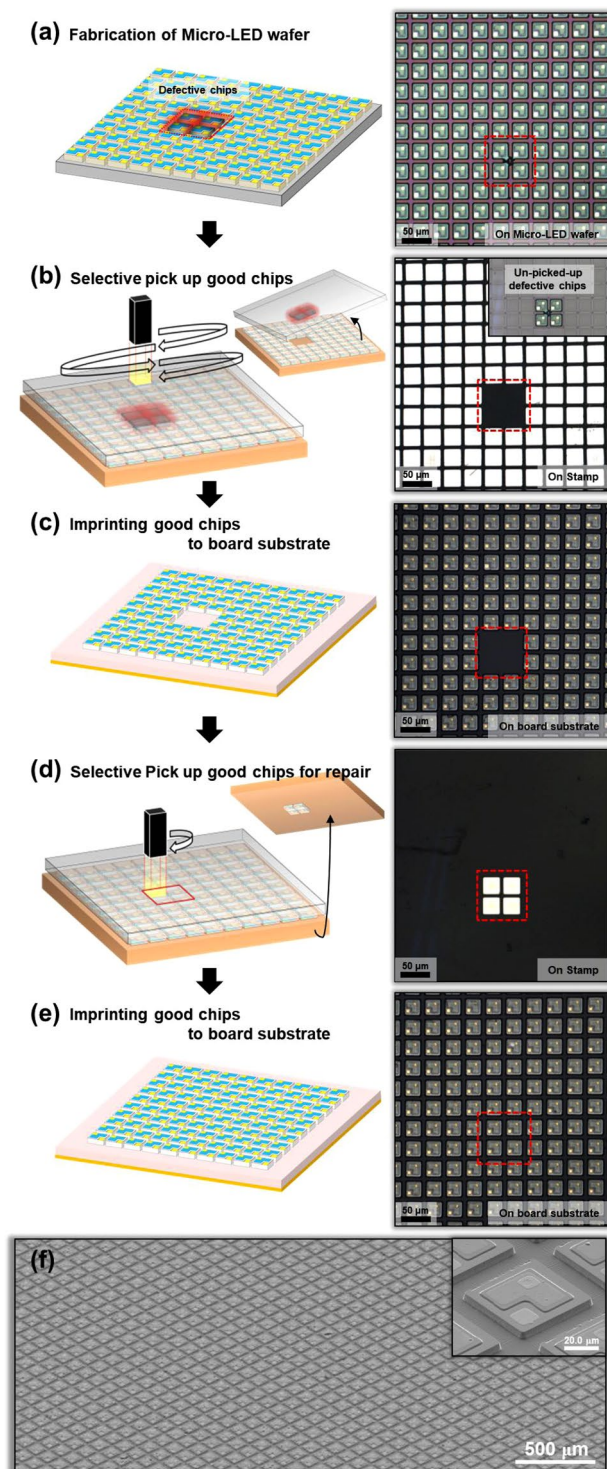 (a) Fabrication of Micro-LED wafer
Defective chips
50 μm
On Micro-LED wafer
(b) Selective pick up good chips
Un-picked-up
defective chips
50 μm
On Stamp
(c) Imprinting good chips
to board substrate
50 μm
On board substrate
(d) Selective Pick up good chips for repair
50 μm
On Stamp
(e) Imprinting good chips
to board substrate
50 μm
On board substrate
(f)
20.0 μm
500 μm